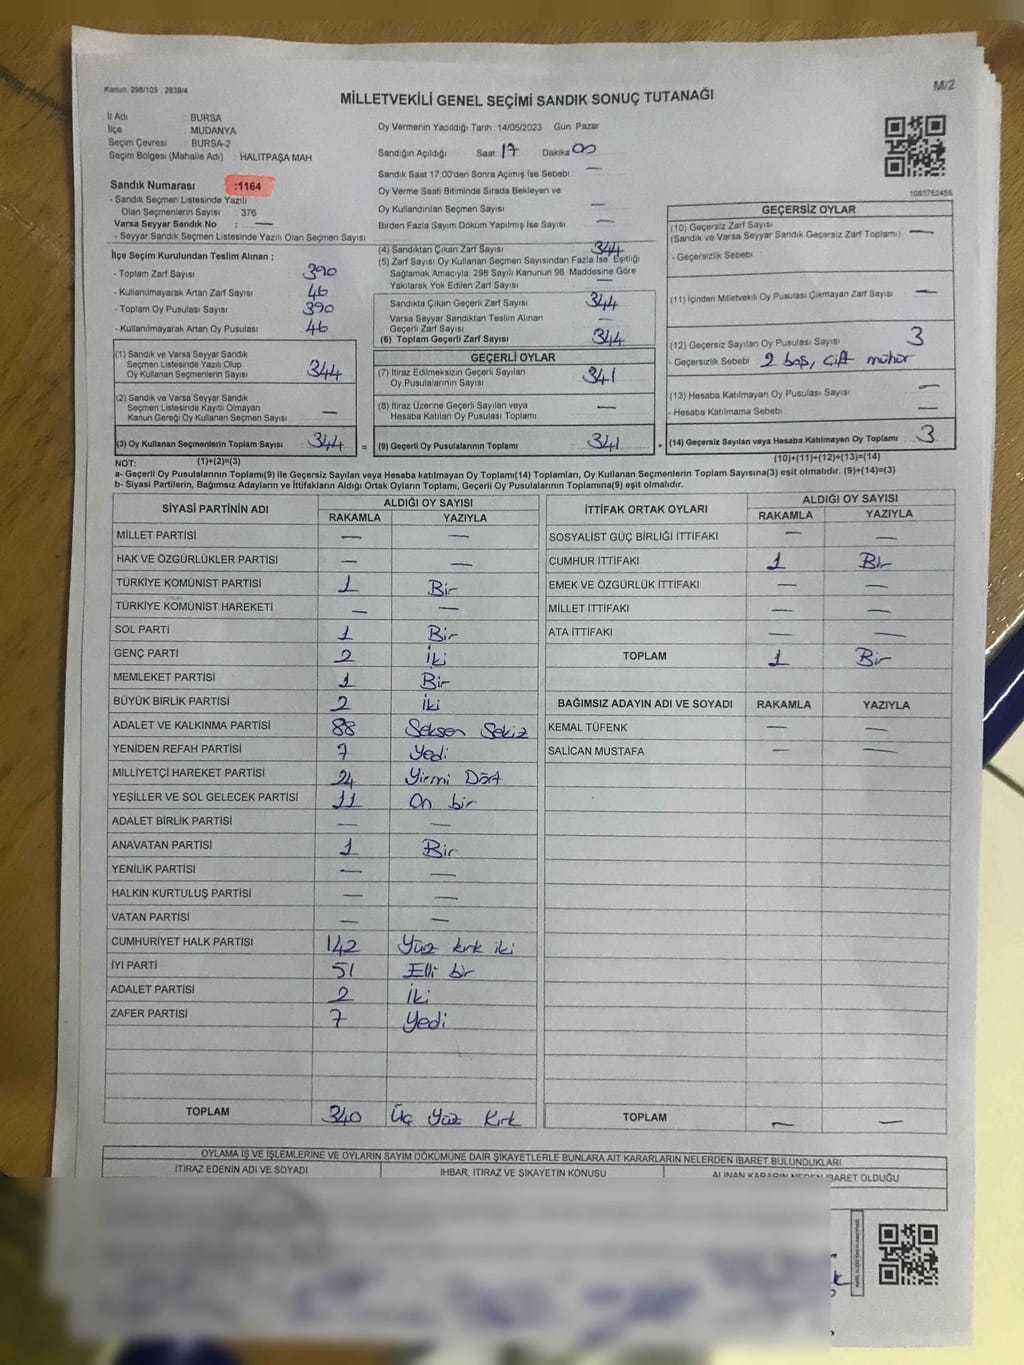 Kanun: 298/105 , 2839/4
M/2
MİLLETVEKİLİ GENEL SEÇİMİ SANDIK SONUÇ TUTANAĞI
İl Adı : BURSA
İlçe : MUDANYA
Seçim Çevresi : BURSA-2
Seçim Bölgesi (Mahalle Adı) : HALİTPAŞA MAH
Sandık Numarası :1164
- Sandık Seçmen Listesinde Yazılı
Olan Seçmenlerin Sayısı : 376
Varsa Seyyar Sandık No : —
- Seyyar Sandık Seçmen Listesinde Yazılı Olan Seçmen Sayısı
İlçe Seçim Kurulundan Teslim Alınan ;
- Toplam Zarf Sayısı 390
- Kullanılmayarak Artan Zarf Sayısı 46
- Toplam Oy Pusulası Sayısı 390
- Kullanılmayarak Artan Oy Pusulası 46
(1) Sandık ve Varsa Seyyar Sandık
Seçmen Listesinde Yazılı Olup
Oy Kullanan Seçmenlerin Sayısı 344
(2) Sandık ve Varsa Seyyar Sandık
Seçmen Listesinde Kayıtlı Olmayan
Kanun Gereği Oy Kullanan Seçmen Sayısı —
(3) Oy Kullanan Seçmenlerin Toplam Sayısı 344 =
Oy Vermenin Yapıldığı Tarih :14/05/2023 Gün: Pazar
Sandığın Açıldığı Saat: 17 Dakika: 00
Sandık Saat 17:00'den Sonra Açımış İse Sebebi: —
Oy Verme Saati Bitiminde Sırada Bekleyen ve
Oy Kullandırılan Seçmen Sayısı —
Birden Fazla Sayım Döküm Yapılmış İse Sayısı —
(4) Sandıktan Çıkan Zarf Sayısı 344
(5) Zarf Sayısı Oy Kullanan Seçmen Sayısından Fazla İse, Eşitliği
Sağlamak Amacıyla; 298 Sayılı Kanunun 98. Maddesine Göre
Yakılarak Yok Edilen Zarf Sayısı —
Sandıkta Çıkan Geçerli Zarf Sayısı 344
Varsa Seyyar Sandıktan Teslim Alınan
Geçerli Zarf Sayısı —
(6) Toplam Geçerli Zarf Sayısı 344
GEÇERLİ OYLAR
(7) İtiraz Edilmeksizin Geçerli Sayılan
Oy Pusulalarının Sayısı 341
(8) İtiraz Üzerine Geçerli Sayılan veya
Hesaba Katılan Oy Pusulası Toplamı —
(9) Geçerli Oy Pusulalarının Toplamı 341 +
1083752455
GEÇERSİZ OYLAR
(10) Geçersiz Zarf Sayısı
(Sandık ve Varsa Seyyar Sandık Geçersiz Zarf Toplamı) —
- Geçersizlik Sebebi :
(11) İçinden Milletvekili Oy Pusulası Çıkmayan Zarf Sayısı —
(12) Geçersiz Sayılan Oy Pusulası Sayısı 3
- Geçersizlik Sebebi : 2 boş, çift mühür
(13) Hesaba Katılmayan Oy Pusulası Sayısı —
- Hesaba Katılmama Sebebi : —
(14) Geçersiz Sayılan veya Hesaba Katılmayan Oy Toplamı 3
NOT: (1)+(2)=(3)
(10)+(11)+(12)+(13)=(14)
a- Geçerli Oy Pusulalarının Toplamı(9) ile Geçersiz Sayılan veya Hesaba katılmayan Oy Toplamı(14) Toplamları, Oy Kullanan Seçmenlerin Toplam Sayısına(3) eşit olmalıdır. (9)+(14)=(3)
b- Siyasi Partilerin, Bağımsız Adayların ve İttifakların Aldığı Ortak Oyların Toplamı, Geçerli Oy Pusulalarının Toplamına(9) eşit olmalıdır.
SİYASİ PARTİNİN ADI ALDIĞI OY SAYISI
RAKAMLA YAZIYLA
MİLLET PARTİSİ — —
HAK VE ÖZGÜRLÜKLER PARTİSİ — —
TÜRKİYE KOMÜNİST PARTİSİ 1 Bir
TÜRKİYE KOMÜNİST HAREKETİ — —
SOL PARTİ 1 Bir
GENÇ PARTİ 2 İki
MEMLEKET PARTİSİ 1 Bir
BÜYÜK BİRLİK PARTİSİ 2 İki
ADALET VE KALKINMA PARTİSİ 88 Seksen Sekiz
YENİDEN REFAH PARTİSİ 7 Yedi
MİLLİYETÇİ HAREKET PARTİSİ 24 Yirmi Dört
YEŞİLLER VE SOL GELECEK PARTİSİ 11 On bir
ADALET BİRLİK PARTİSİ — —
ANAVATAN PARTİSİ 1 Bir
YENİLİK PARTİSİ — —
HALKIN KURTULUŞ PARTİSİ — —
VATAN PARTİSİ — —
CUMHURİYET HALK PARTİSİ 142 Yüz kırk iki
İYİ PARTİ 51 Elli bir
ADALET PARTİSİ 2 İki
ZAFER PARTİSİ 7 Yedi
TOPLAM 340 Üç Yüz Kırk
İTTİFAK ORTAK OYLARI ALDIĞI OY SAYISI
RAKAMLA YAZIYLA
SOSYALİST GÜÇ BİRLİĞİ İTTİFAKI — —
CUMHUR İTTİFAKI 1 Bir
EMEK VE ÖZGÜRLÜK İTTİFAKI — —
MİLLET İTTİFAKI — —
ATA İTTİFAKI — —
TOPLAM 1 Bir
BAĞIMSIZ ADAYIN ADI VE SOYADI RAKAMLA YAZIYLA
KEMAL TÜFENK — —
SALİCAN MUSTAFA — —
TOPLAM — —
OYLAMA İŞ VE İŞLEMLERİNE VE OYLARIN SAYIM DÖKÜMÜNE DAİR ŞİKAYETLERLE BUNLARA AİT KARARLARIN NELERDEN İBARET BULUNDUKLARI
İTİRAZ EDENİN ADI VE SOYADI İHBAR, İTİRAZ VE ŞİKAYETİN KONUSU ALINAN KARARIN NEDEN İBARET OLDUĞU